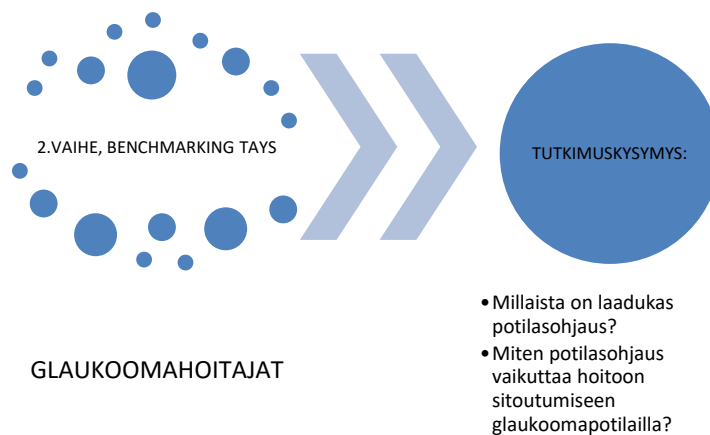 2.VAIHE, BENCHMARKING TAYS
TUTKIMUSKYSYMYS:
GLAUKOOMAHOITAJAT
•Millaista on laadukas
potilasohjaus?
•Miten potilasohjaus
vaikuttaa hoitoon
sitoutumiseen
glaukoomapotilailla?